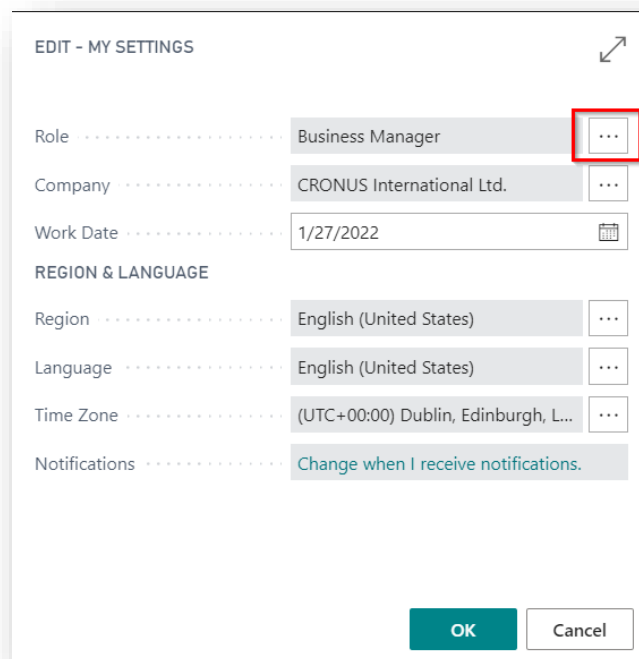 EDIT - MY SETTINGS
Role Business Manager ...
Company CRONUS International Ltd. ...
Work Date 1/27/2022
REGION & LANGUAGE
Region English (United States) ...
Language English (United States) ...
Time Zone (UTC+00:00) Dublin, Edinburgh, L... ...
Notifications Change when I receive notifications.
OK Cancel